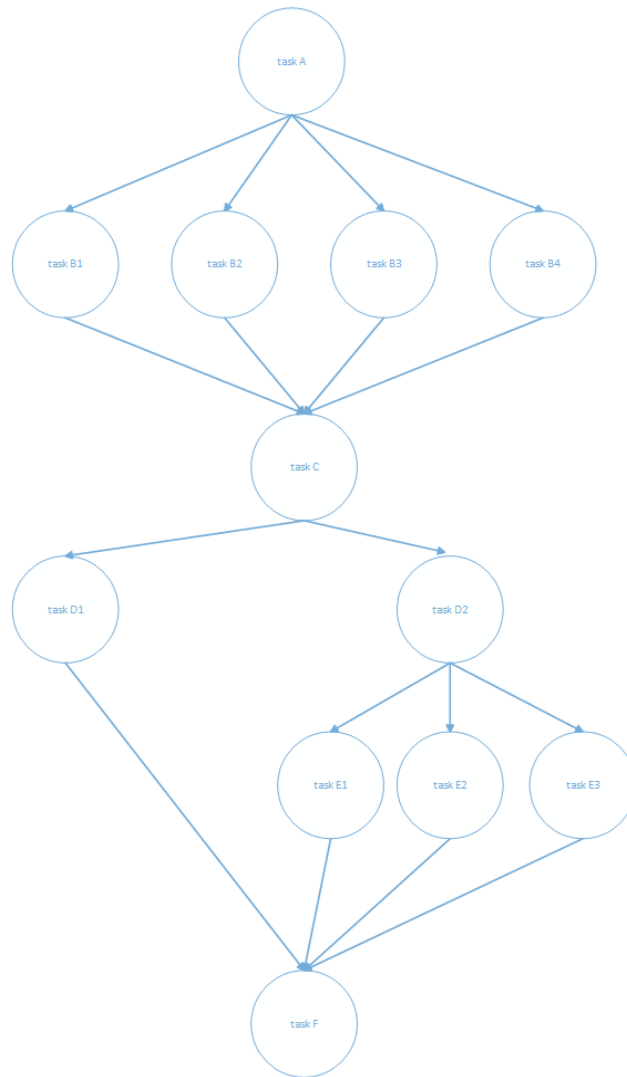 task A
task B1
task B2
task B3
task B4
task C
task D1
task D2
task E1
task E2
task E3
task F